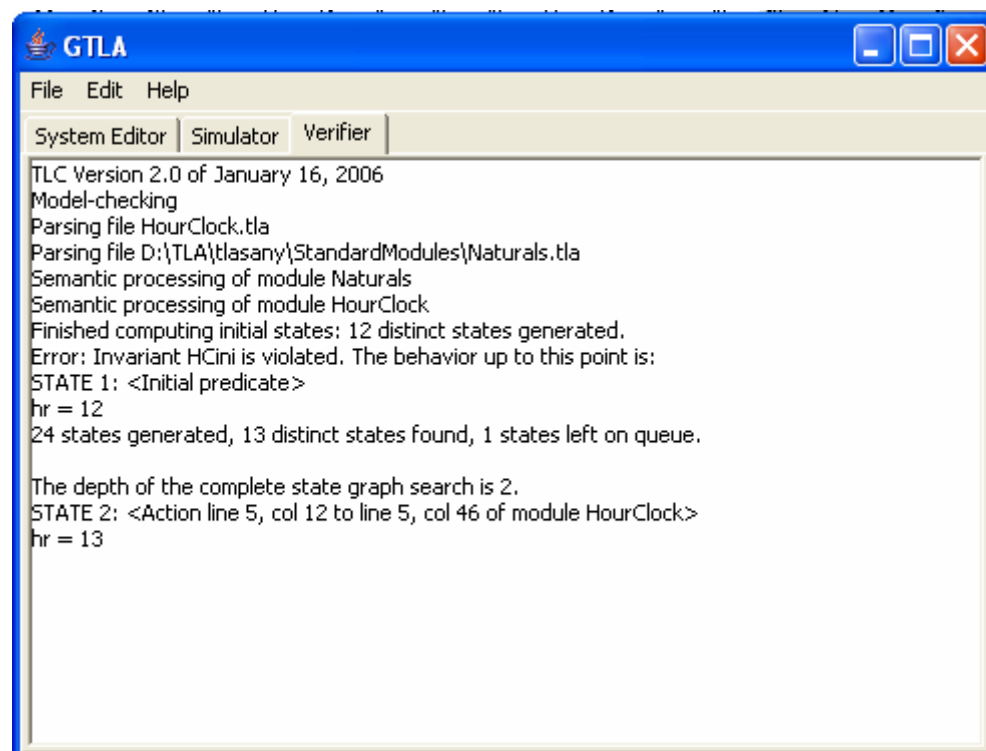 GTLA
File Edit Help
System Editor Simulator Verifier
TLC Version 2.0 of January 16, 2006
Model-checking
Parsing file HourClock.tla
Parsing file D:\TLA\tlasany\StandardModules\Naturals.tla
Semantic processing of module Naturals
Semantic processing of module HourClock
Finished computing initial states: 12 distinct states generated.
Error: Invariant HCini is violated. The behavior up to this point is:
STATE 1: <Initial predicate>
hr = 12
24 states generated, 13 distinct states found, 1 states left on queue.
The depth of the complete state graph search is 2.
STATE 2: <Action line 5, col 12 to line 5, col 46 of module HourClock>
hr = 13